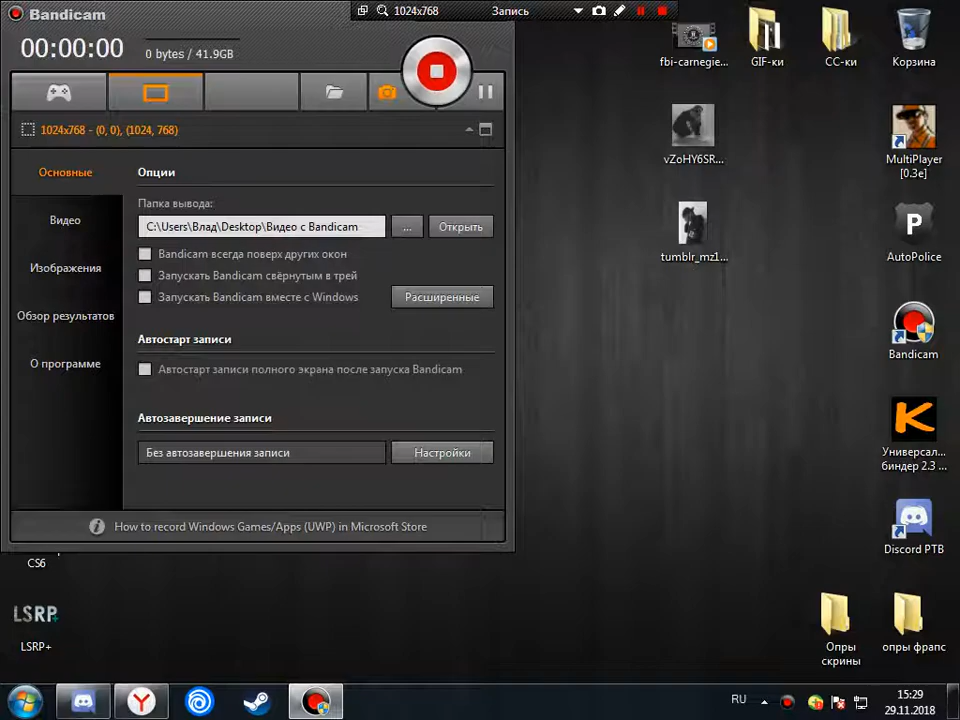 Bandicam
1024x768
Запись
00:00:00
0 bytes / 41.9GB
1024x768 - (0, 0), (1024, 768)
Основные
Видео
Изображения
Обзор результатов
О программе
Опции
Папка вывода:
C:\Users\Влад\Desktop\Видео с Bandicam
...
Открыть
Bandicam всегда поверх других окон
Запускать Bandicam свёрнутым в трей
Запускать Bandicam вместе с Windows
Расширенные
Автостарт записи
Автостарт записи полного экрана после запуска Bandicam
Автозавершение записи
Без автозавершения записи
Настройки
How to record Windows Games/Apps (UWP) in Microsoft Store
fbi-carnegie...
GIF-ки
СС-ки
Корзина
vZoHY6SR...
MultiPlayer
[0.3e]
tumblr_mz1...
P
AutoPolice
Bandicam
K
Универсал...
биндер 2.3 ...
Discord PTB
CS6
LSRP+
LSRP+
Опры
скрины
опры фрапс
RU
15:29
29.11.2018